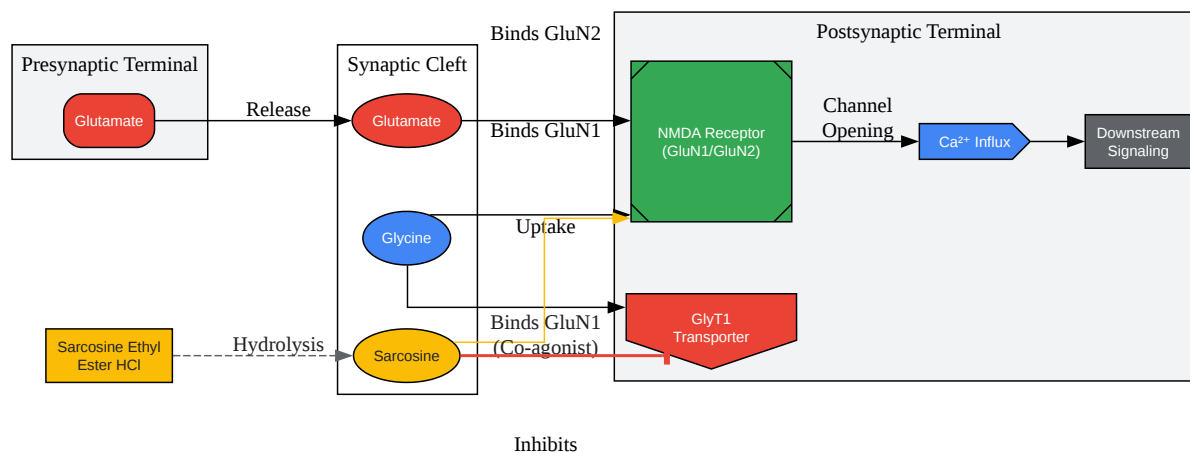 Binds GluN2
Postsynaptic Terminal
Presynaptic Terminal
Synaptic Cleft
Glutamate
Release
Glutamate
Binds GluN1
NMDA Receptor
(GluN1/GluN2)
Channel
Opening
Ca²⁺ Influx
Downstream
Signaling
Glycine
Uptake
GlyT1
Transporter
Sarcosine Ethyl
Ester HCl
Hydrolysis
Sarcosine
Binds GluN1
(Co-agonist)
Inhibits